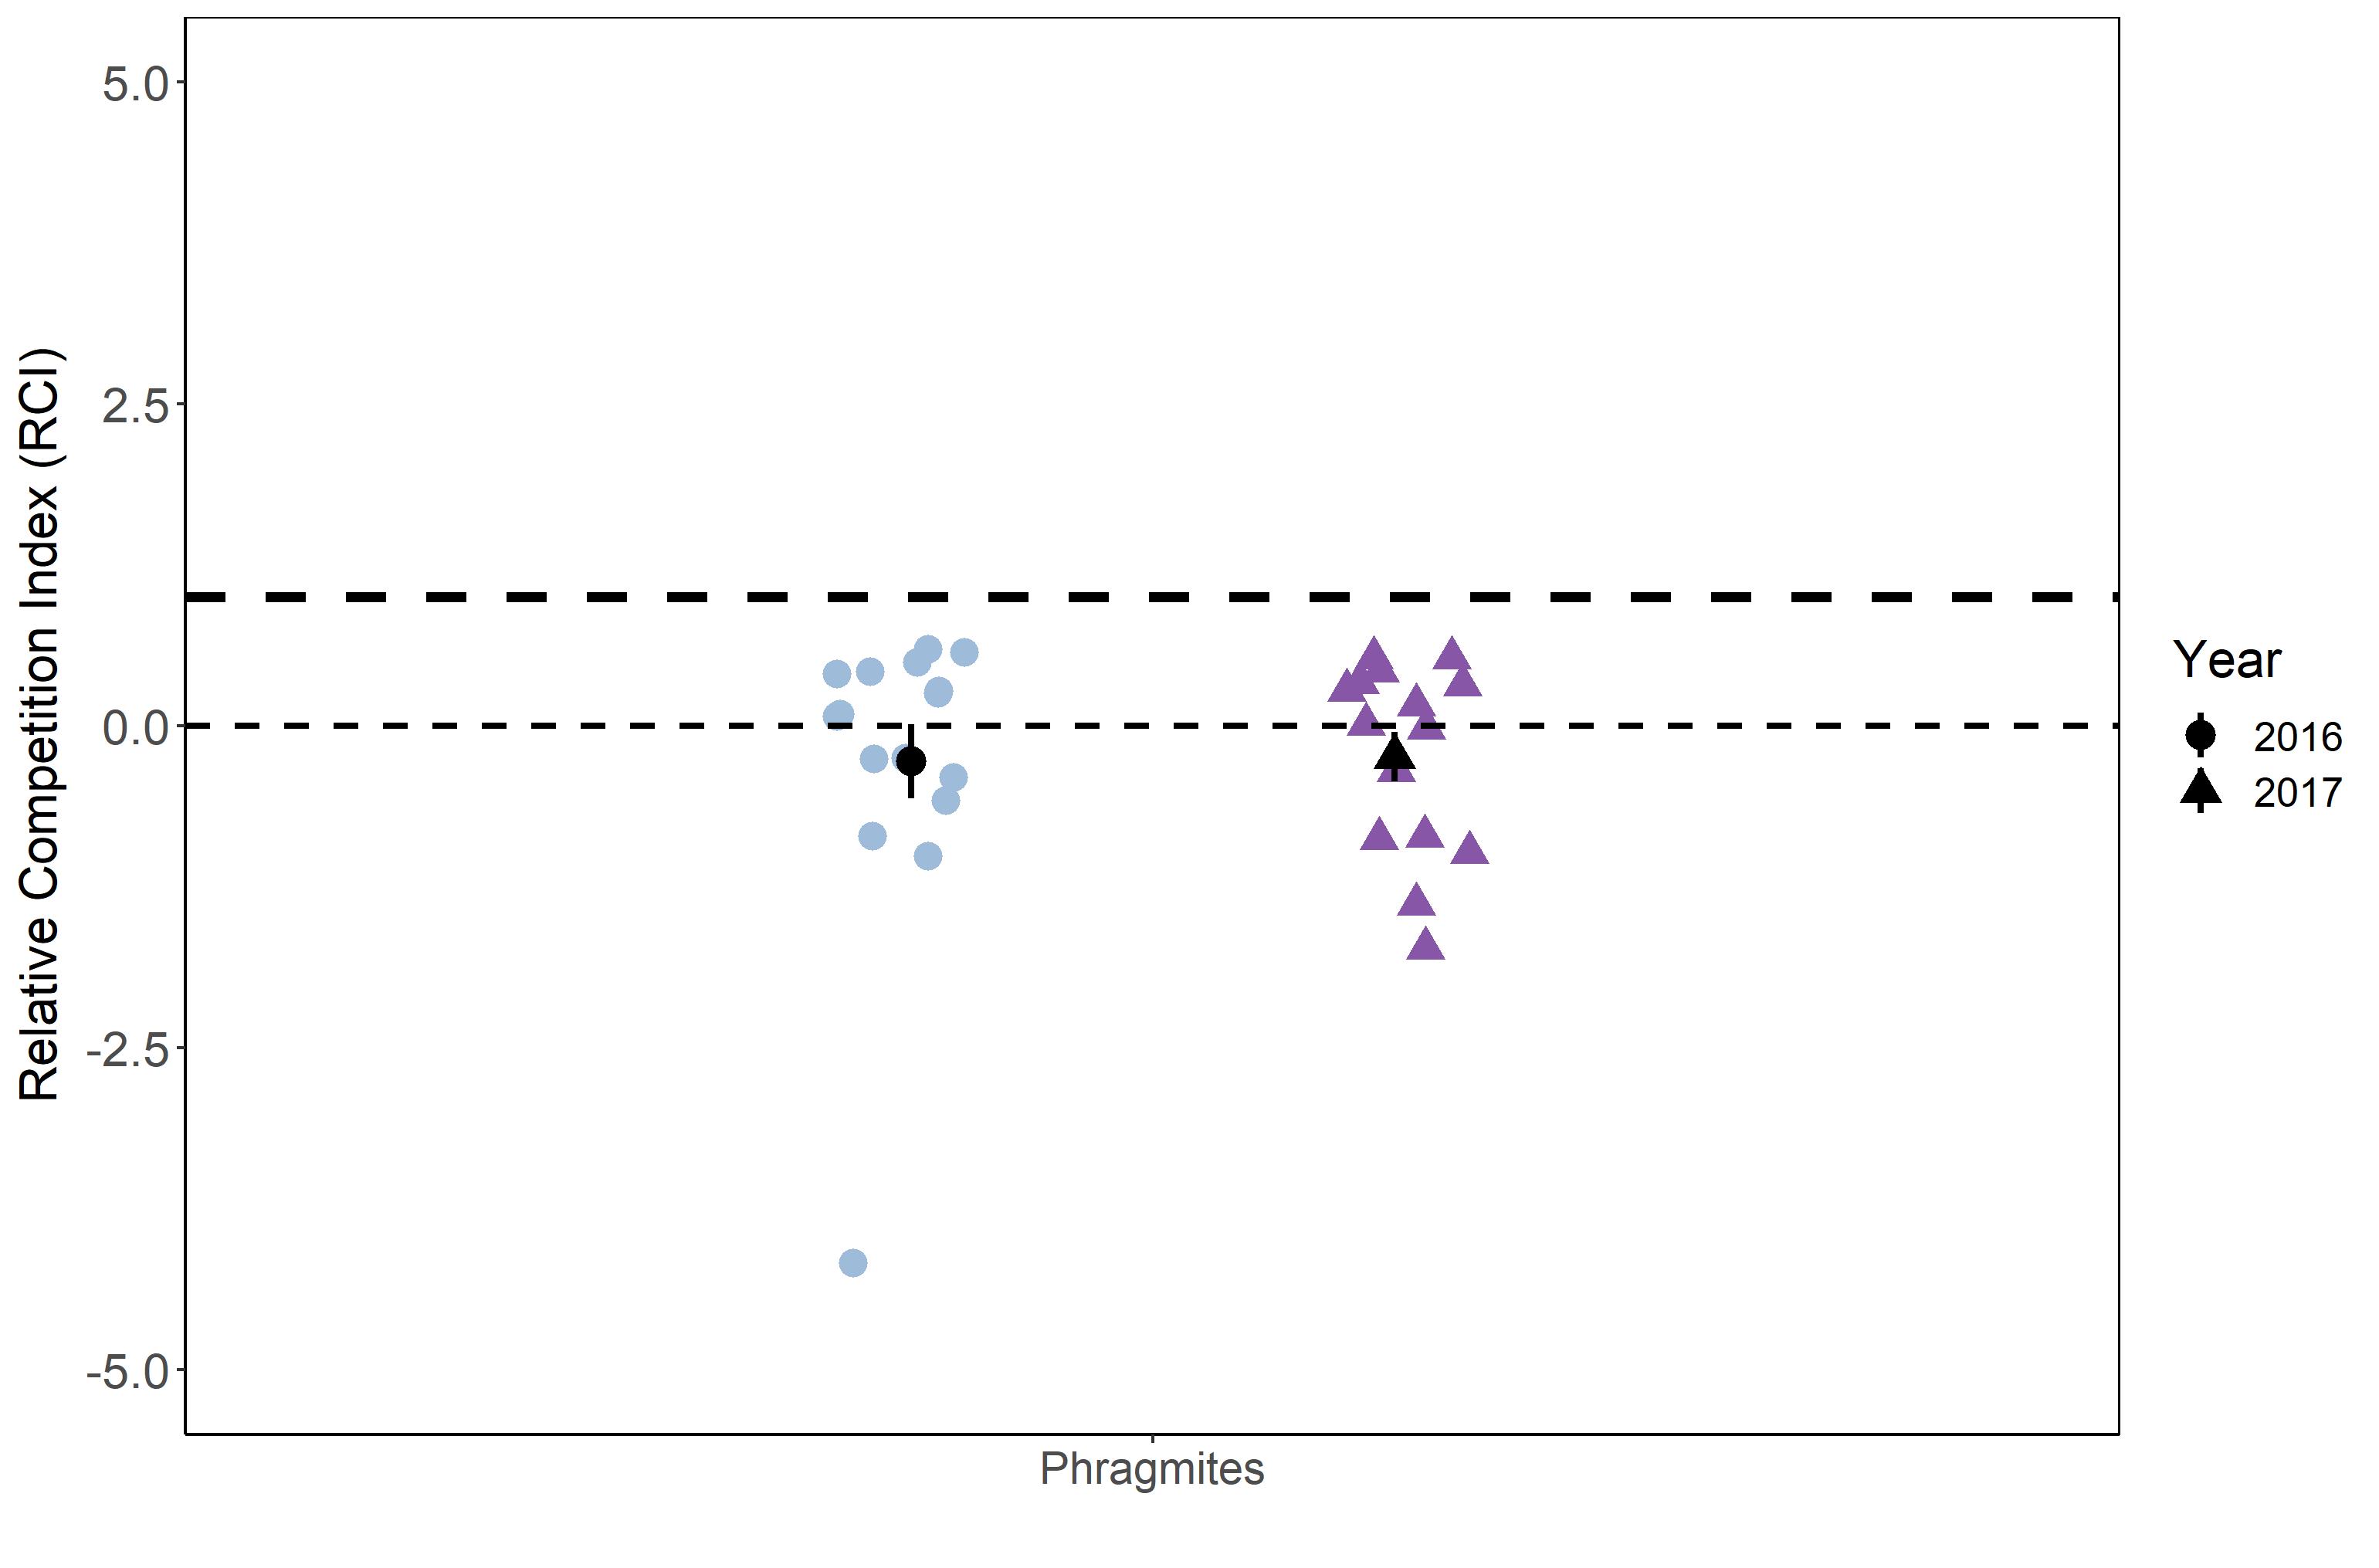 Relative Competition Index (RCI)
5.0
2.5
0.0
-2.5
-5.0
Phragmites
Year
2016
2017